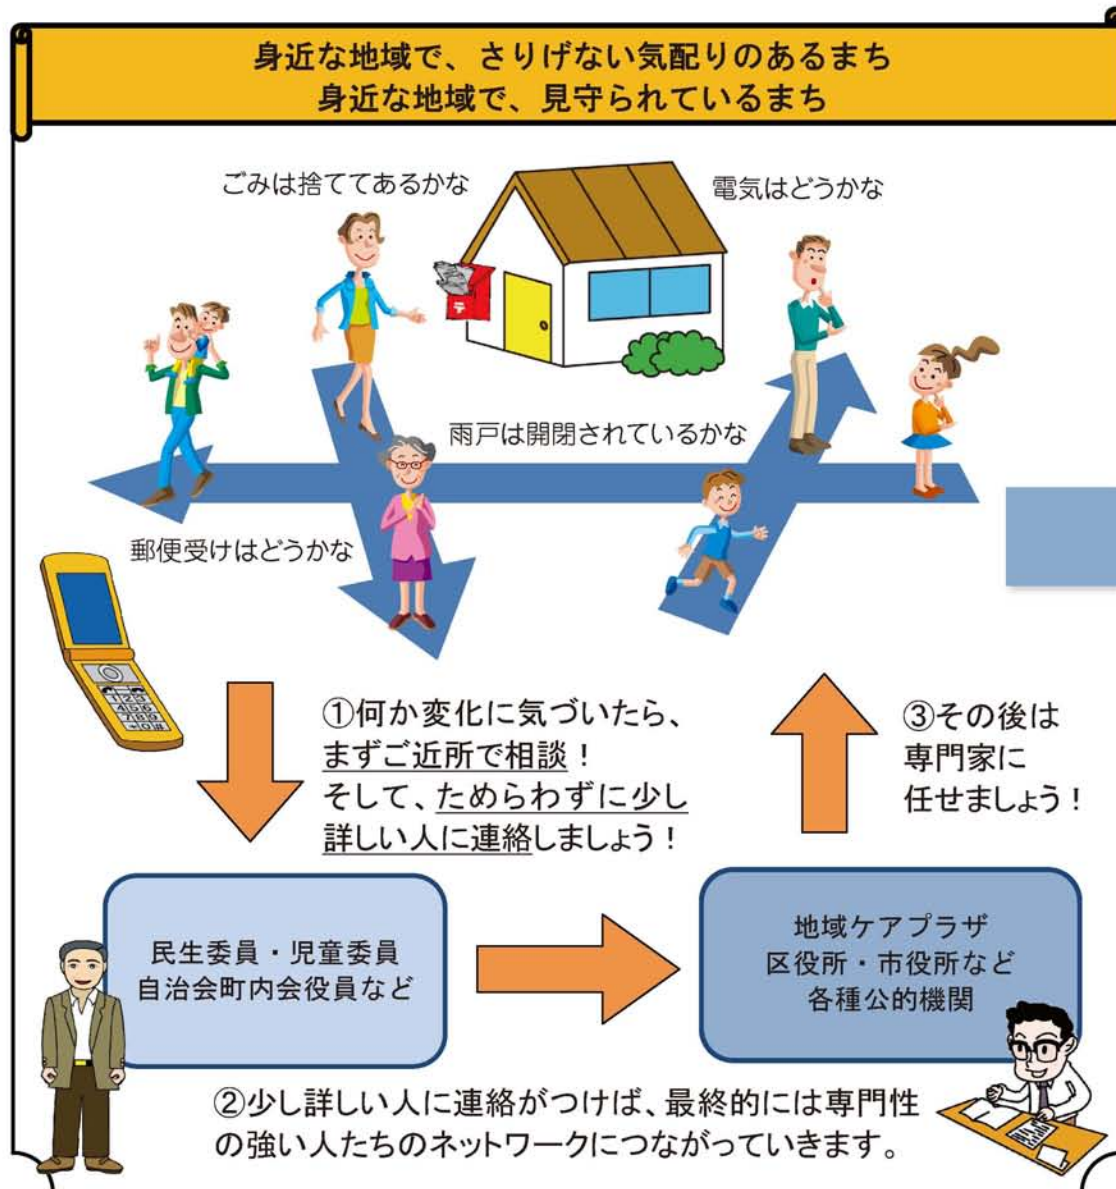 身近な地域で、さりげない気配りのあるまち
身近な地域で、見守られているまち
ごみは捨ててあるかな
電気はどうかな
雨戸は開閉されているかな
郵便受けはどうかな
①何か変化に気づいたら、
まずご近所で相談！
そして、ためらわずに少し
詳しい人に連絡しましょう！
③その後は
専門家に
任せましょう！
民生委員・児童委員
自治会町内会役員など
地域ケアプラザ
区役所・市役所など
各種公的機関
②少し詳しい人に連絡がつけば、最終的には専門性
の強い人たちのネットワークにつながっていきます。